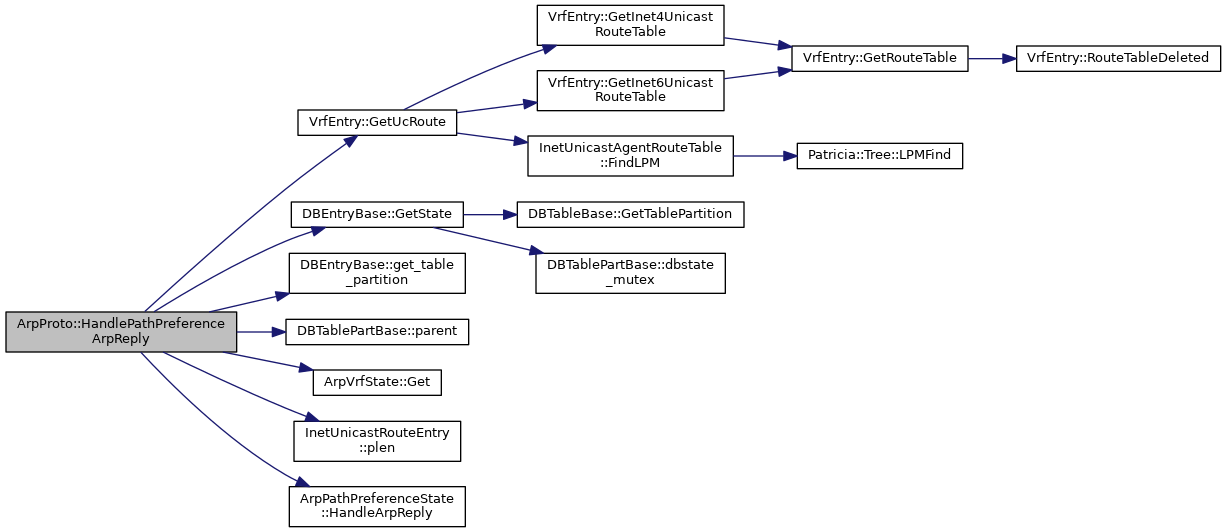 ArpProto::HandlePathPreference
ArpReply
VrfEntry::GetUcRoute
VrfEntry::GetInet4Unicast
RouteTable
VrfEntry::GetRouteTable
VrfEntry::RouteTableDeleted
VrfEntry::GetInet6Unicast
RouteTable
InetUnicastAgentRouteTable
::FindLPM
Patricia::Tree::LPMFind
DBEntryBase::GetState
DBTableBase::GetTablePartition
DBTablePartBase::dbstate
_mutex
DBEntryBase::get_table
_partition
DBTablePartBase::parent
ArpVrfState::Get
InetUnicastRouteEntry
::plen
ArpPathPreferenceState
::HandleArpReply